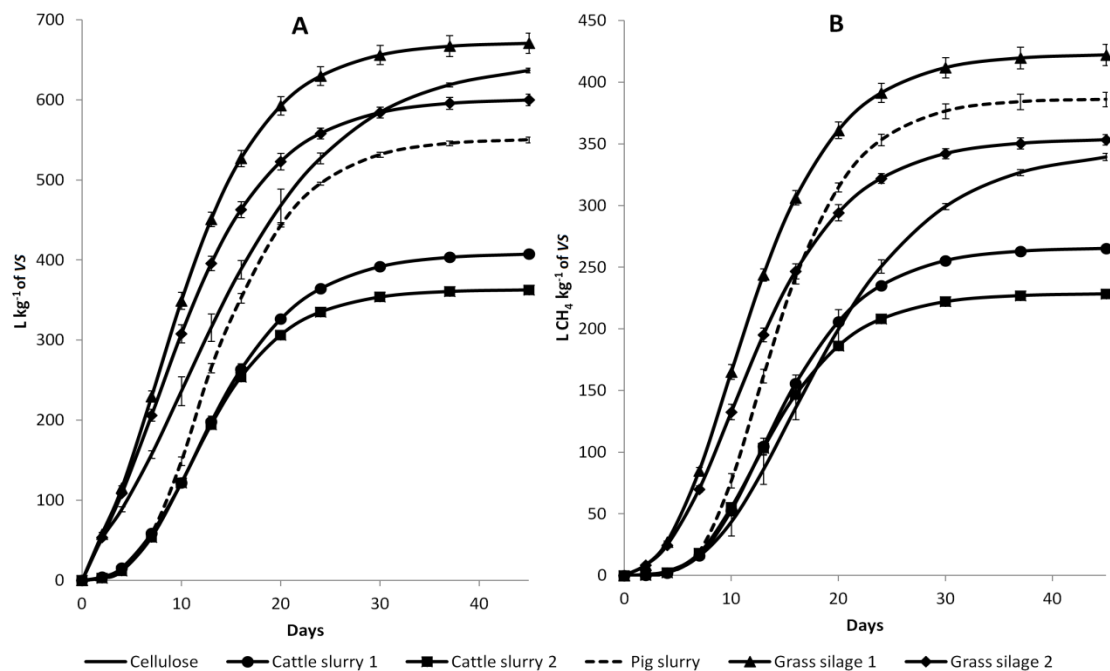 A
B
700
600
500
400
300
200
100
0
L kg⁻¹ of VS
0 10 20 30 40
Days
450
400
350
300
250
200
150
100
50
0
L CH₄ kg⁻¹ of VS
0 10 20 30 40
Days
Cellulose Cattle slurry 1 Cattle slurry 2 Pig slurry Grass silage 1 Grass silage 2